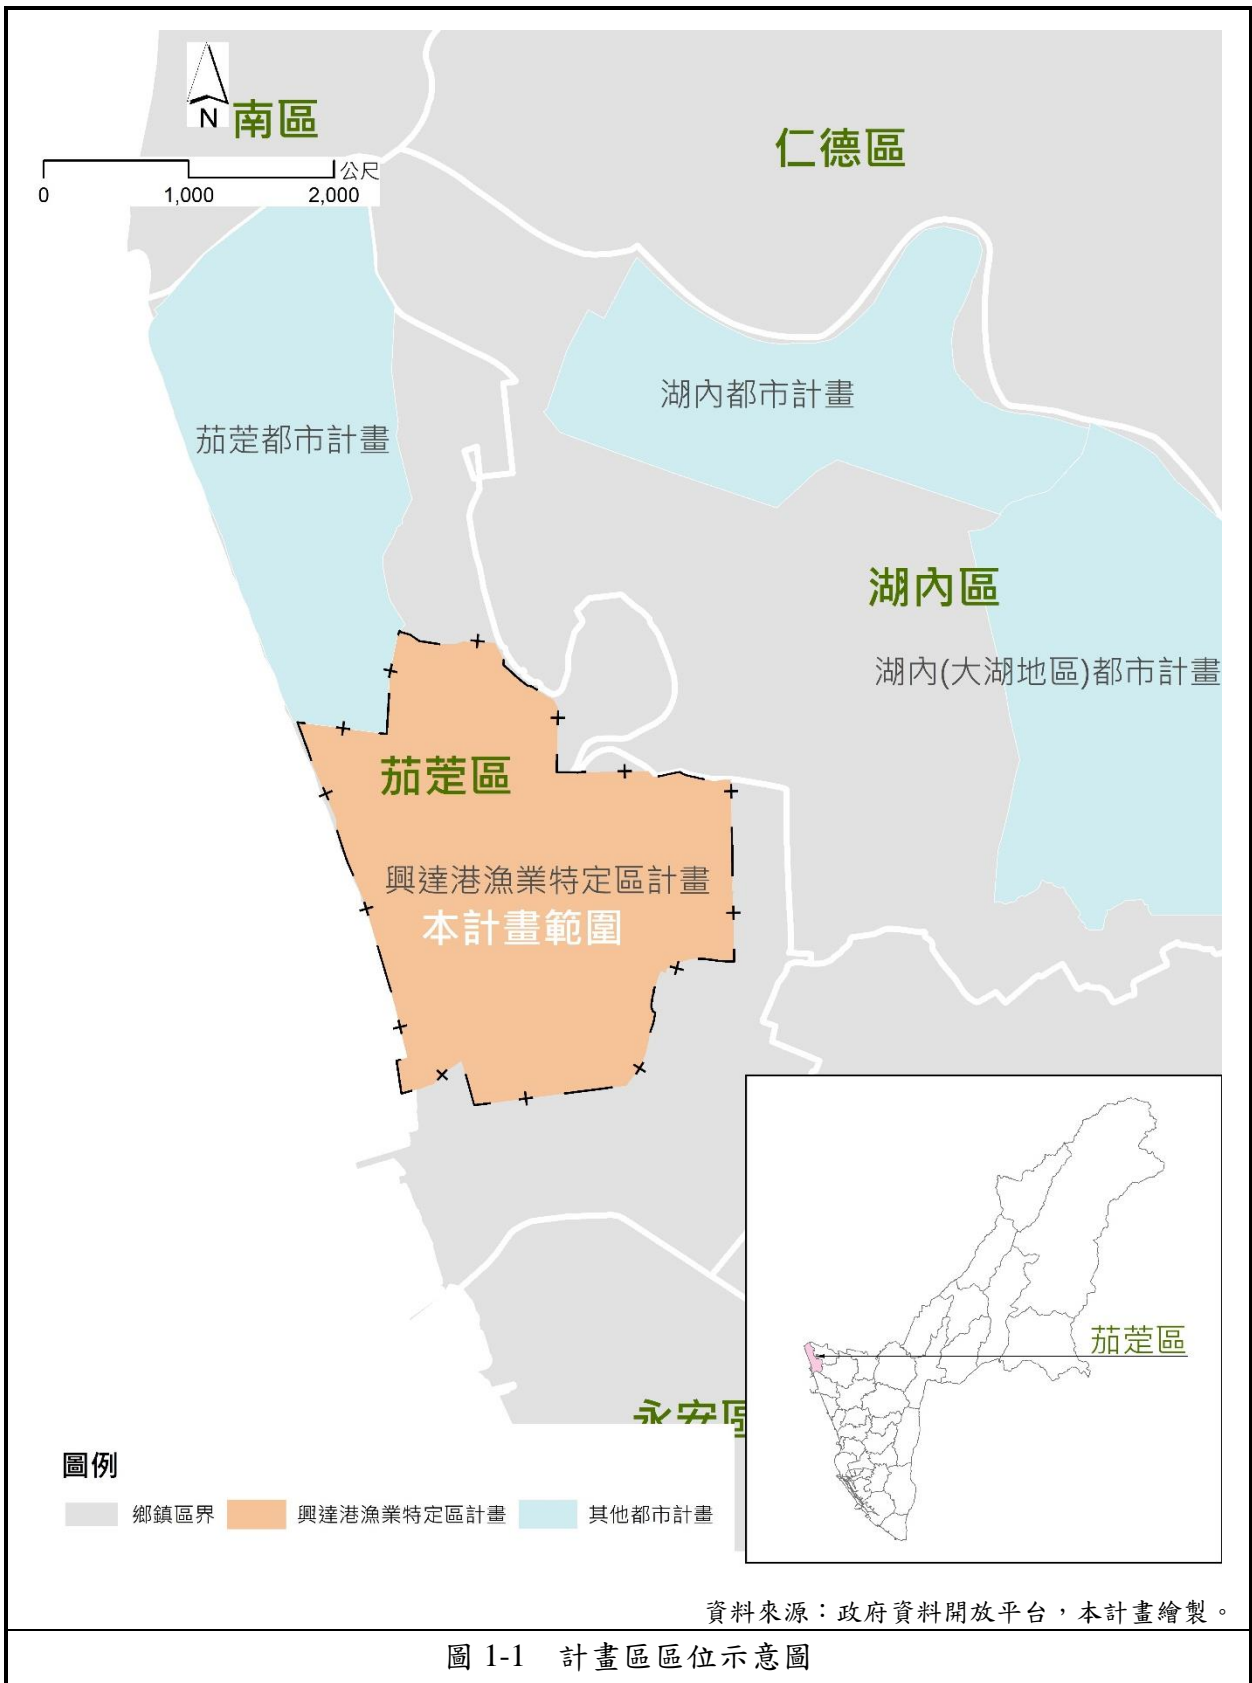 N
南區
仁德區
公尺
0 1,000 2,000
湖內都市計畫
茄萣都市計畫
湖內區
湖內(大湖地區)都市計畫
茄萣區
興達港漁業特定區計畫
本計畫範圍
茄萣區
永安區
圖例
鄉鎮區界 興達港漁業特定區計畫 其他都市計畫
資料來源：政府資料開放平台，本計畫繪製。
圖 1-1 計畫區區位示意圖